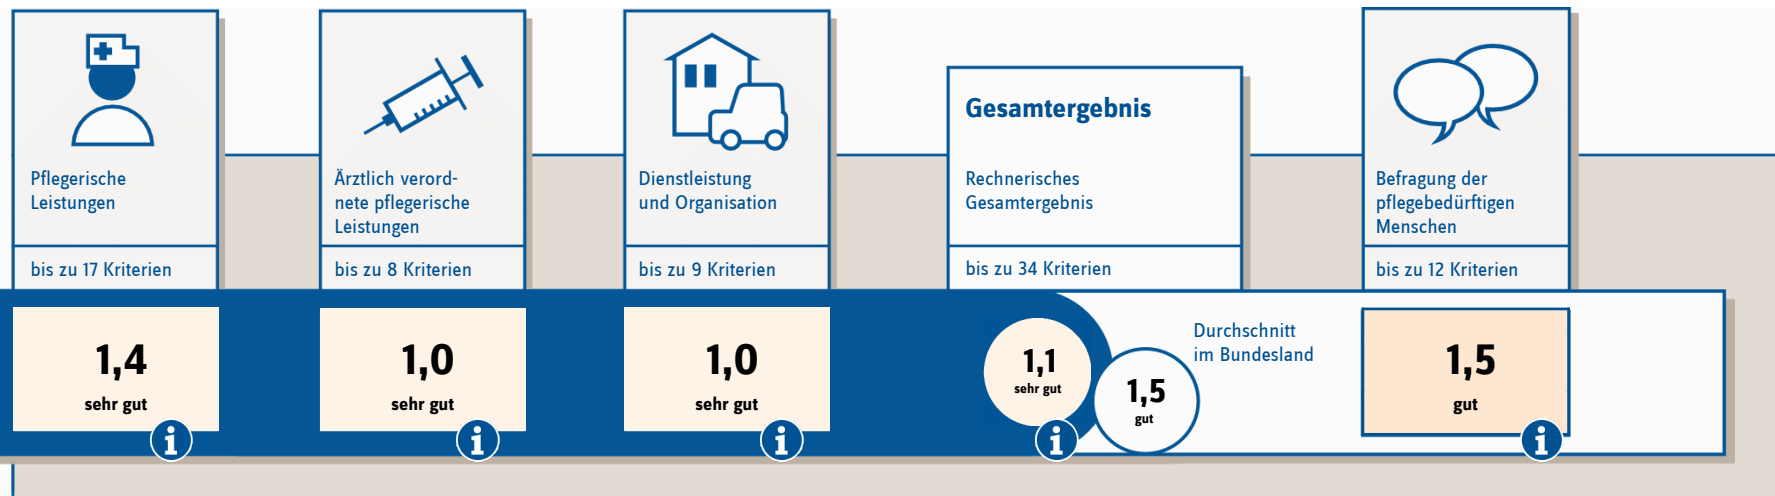 Pflegerische
Leistungen
bis zu 17 Kriterien
1,4
sehr gut
i
Ärztlich verord-
nete pflegerische
Leistungen
bis zu 8 Kriterien
1,0
sehr gut
i
Dienstleistung
und Organisation
bis zu 9 Kriterien
1,0
sehr gut
i
Gesamtergebnis
Rechnerisches
Gesamtergebnis
bis zu 34 Kriterien
1,1
sehr gut
i
Durchschnitt
im Bundesland
1,5
gut
Befragung der
pflegebedürftigen
Menschen
bis zu 12 Kriterien
1,5
gut
i